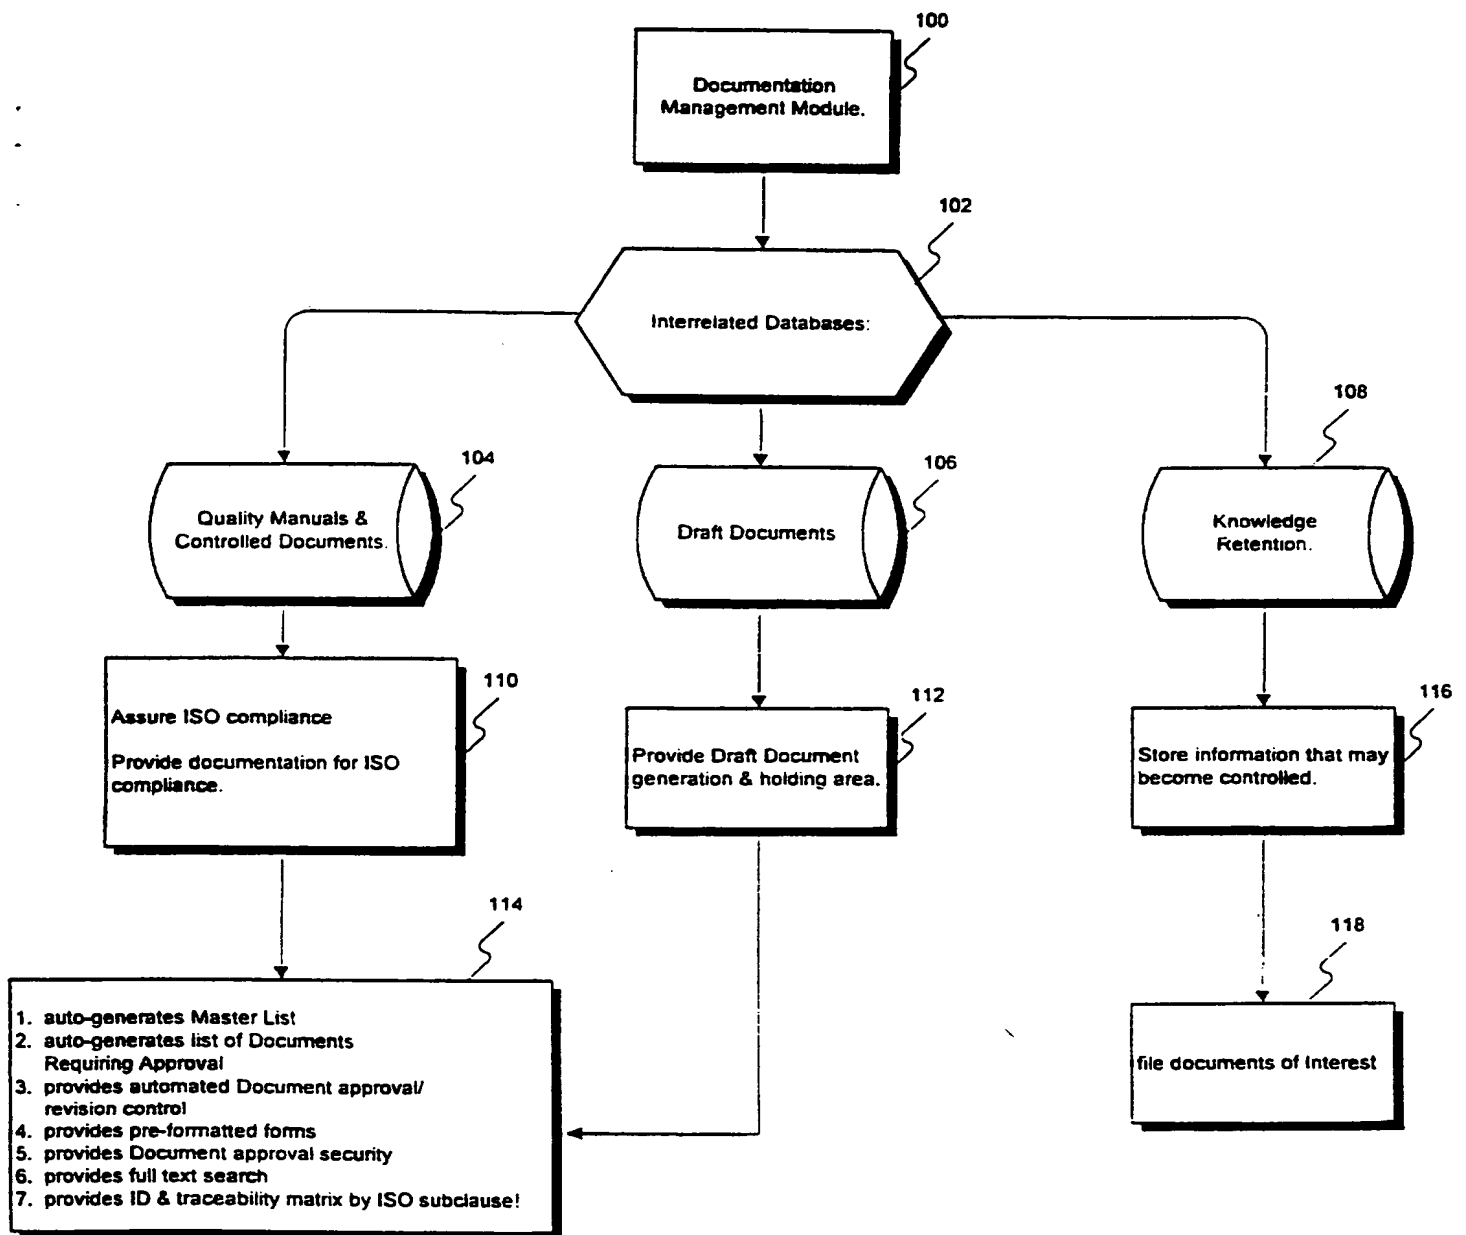 100
Documentation
Management Module.
102
Interrelated Databases:
104
Quality Manuals &
Controlled Documents.
106
Draft Documents
108
Knowledge
Retention.
110
Assure ISO compliance
Provide documentation for ISO
compliance.
112
Provide Draft Document
generation & holding area.
116
Store information that may
become controlled.
114
1. auto-generates Master List
2. auto-generates list of Documents
Requiring Approval
3. provides automated Document approval/
revision control
4. provides pre-formatted forms
5. provides Document approval security
6. provides full text search
7. provides ID & traceability matrix by ISO subclause!
118
file documents of Interest